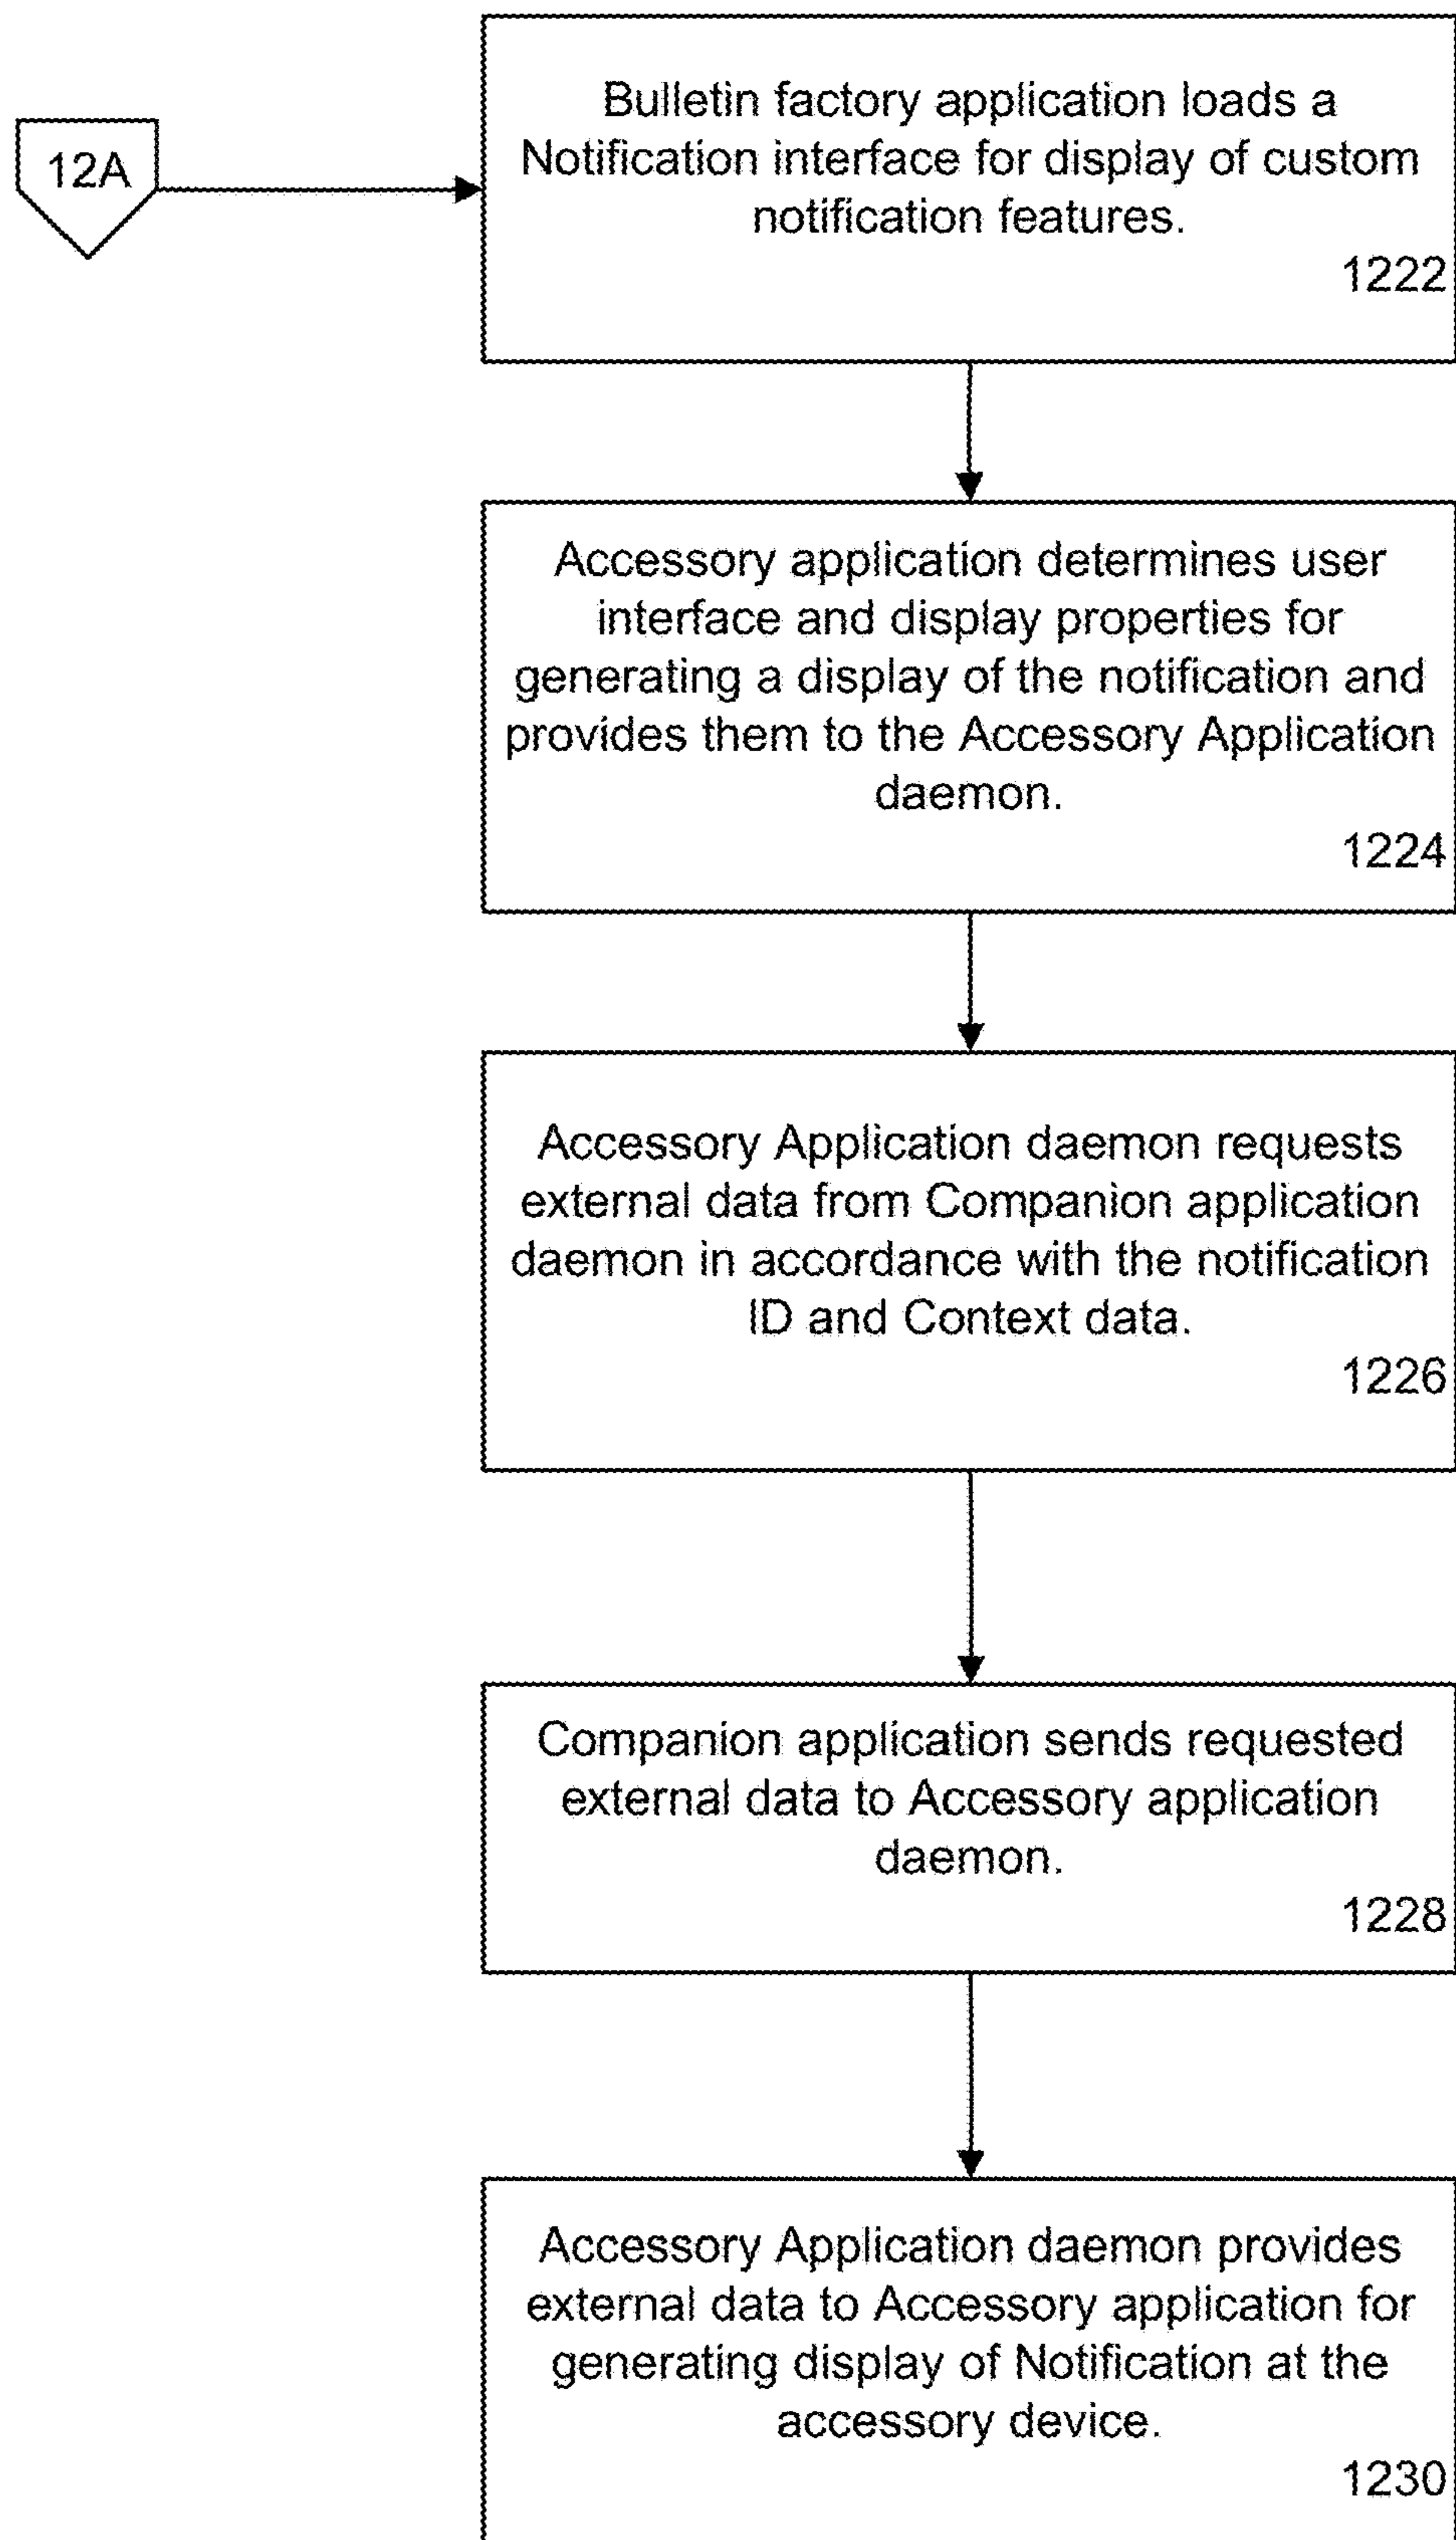 12A
Bulletin factory application loads a
Notification interface for display of custom
notification features.
1222
Accessory application determines user
interface and display properties for
generating a display of the notification and
provides them to the Accessory Application
daemon.
1224
Accessory Application daemon requests
external data from Companion application
daemon in accordance with the notification
ID and Context data.
1226
Companion application sends requested
external data to Accessory application
daemon.
1228
Accessory Application daemon provides
external data to Accessory application for
generating display of Notification at the
accessory device.
1230